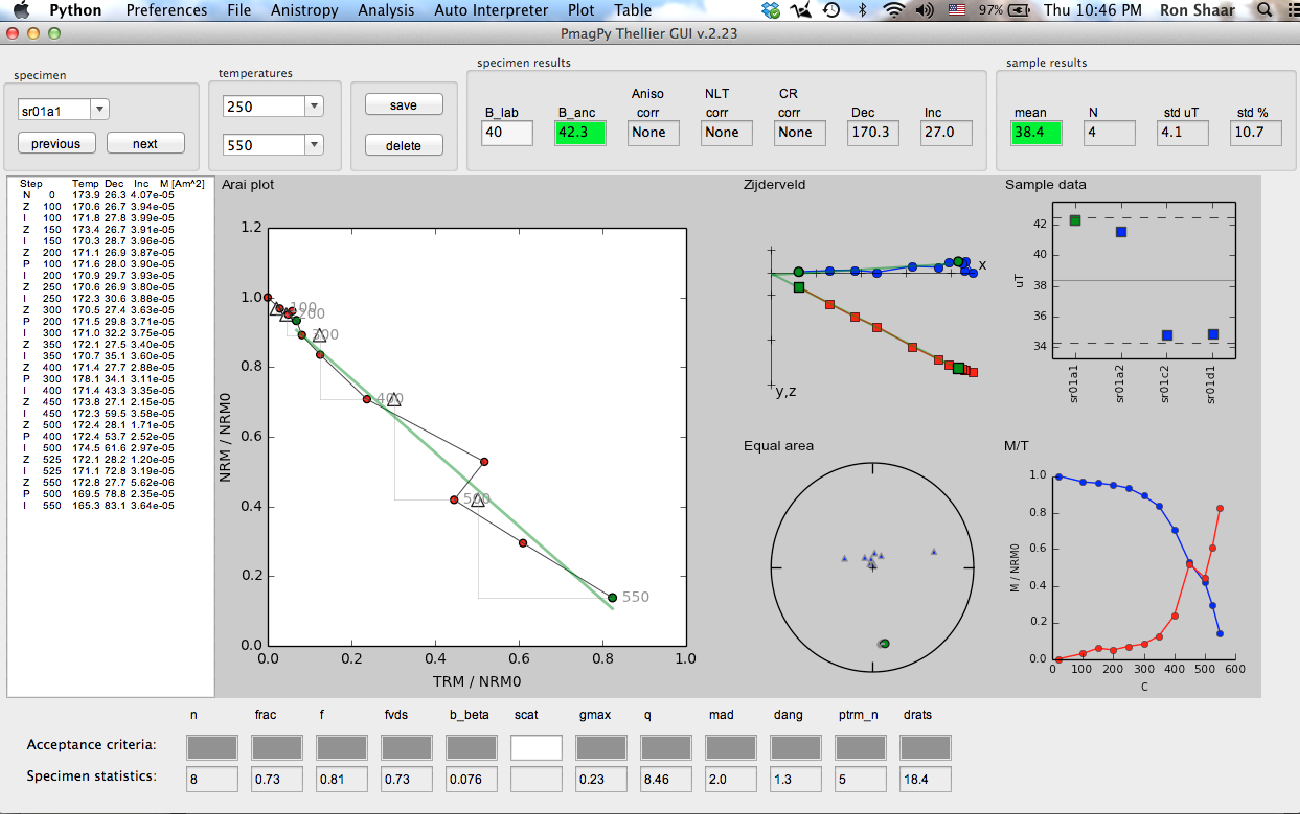 Python Preferences File Anistropy Analysis Auto Interpreter Plot Table 97% Thu 10:46 PM Ron Shaar
PmagPy Thellier GUI v.2.23
specimen
sr01a1
previous next
temperatures
250
550
save
delete
specimen results
Aniso NLT CR
B_lab B_anc corr corr corr Dec Inc
40 42.3 None None None 170.3 27.0
sample results
mean N std uT std %
38.4 4 4.1 10.7
Step Temp Dec Inc M [Am^2]
N 0 173.9 26.3 4.07e-05
Z 100 170.6 26.7 3.94e-05
I 100 171.8 27.8 3.99e-05
Z 150 173.4 26.7 3.91e-05
I 150 170.3 28.7 3.96e-05
Z 200 171.1 26.9 3.87e-05
P 100 171.6 28.0 3.90e-05
I 200 170.9 29.7 3.93e-05
Z 250 170.6 26.9 3.80e-05
I 250 172.3 30.6 3.88e-05
Z 300 170.5 27.4 3.63e-05
P 200 171.5 29.8 3.71e-05
I 300 171.0 32.2 3.75e-05
Z 350 172.1 27.5 3.40e-05
I 350 170.7 35.1 3.60e-05
Z 400 171.4 27.7 2.88e-05
P 300 178.1 34.1 3.11e-05
I 400 171.4 43.3 3.35e-05
Z 450 173.8 27.1 2.15e-05
I 450 172.3 59.5 3.58e-05
Z 500 172.4 28.1 1.71e-05
P 400 172.4 53.7 2.52e-05
I 500 174.5 61.6 2.97e-05
Z 525 172.1 28.2 1.20e-05
I 525 171.1 72.8 3.19e-05
Z 550 172.8 27.7 5.62e-06
P 500 169.5 78.8 2.35e-05
I 550 165.3 83.1 3.64e-05
Arai plot
1.2
1.0
0.8
0.6
0.4
0.2
0.0
NRM / NRM0
100
200
300
400
500
550
0.0 0.2 0.4 0.6 0.8 1.0
TRM / NRM0
Zijderveld
X
y,z
Sample data
42
40
38
36
34
uT
sr01a1 sr01a2 sr01c2 sr01d1
Equal area
M/T
1.0
0.8
0.6
0.4
0.2
0.0
M / NRM0
0 100 200 300 400 500 600
C
n frac f fvds b_beta scat gmax q mad dang ptrm_n drats
Acceptance criteria:
Specimen statistics: 8 0.73 0.81 0.73 0.076 0.23 8.46 2.0 1.3 5 18.4